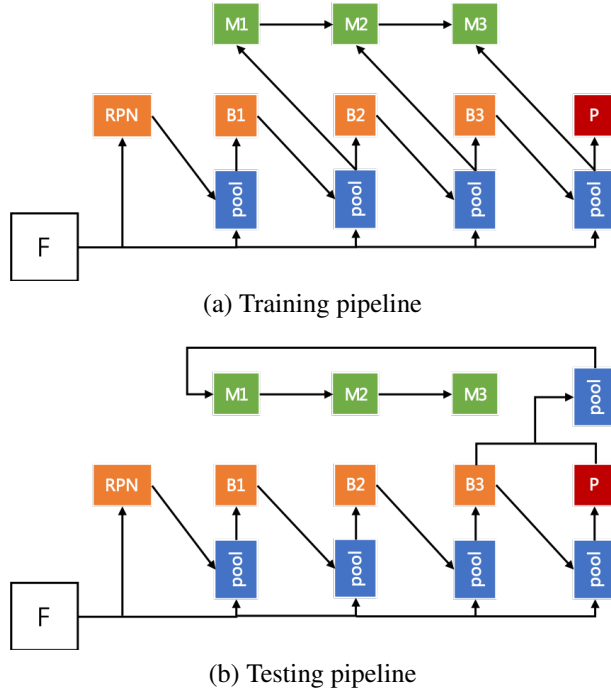 M1 M2 M3
RPN B1 B2 B3 P
pool pool pool pool
F
(a) Training pipeline
pool
M1 M2 M3
RPN B1 B2 B3 P
pool pool pool pool
F
(b) Testing pipeline